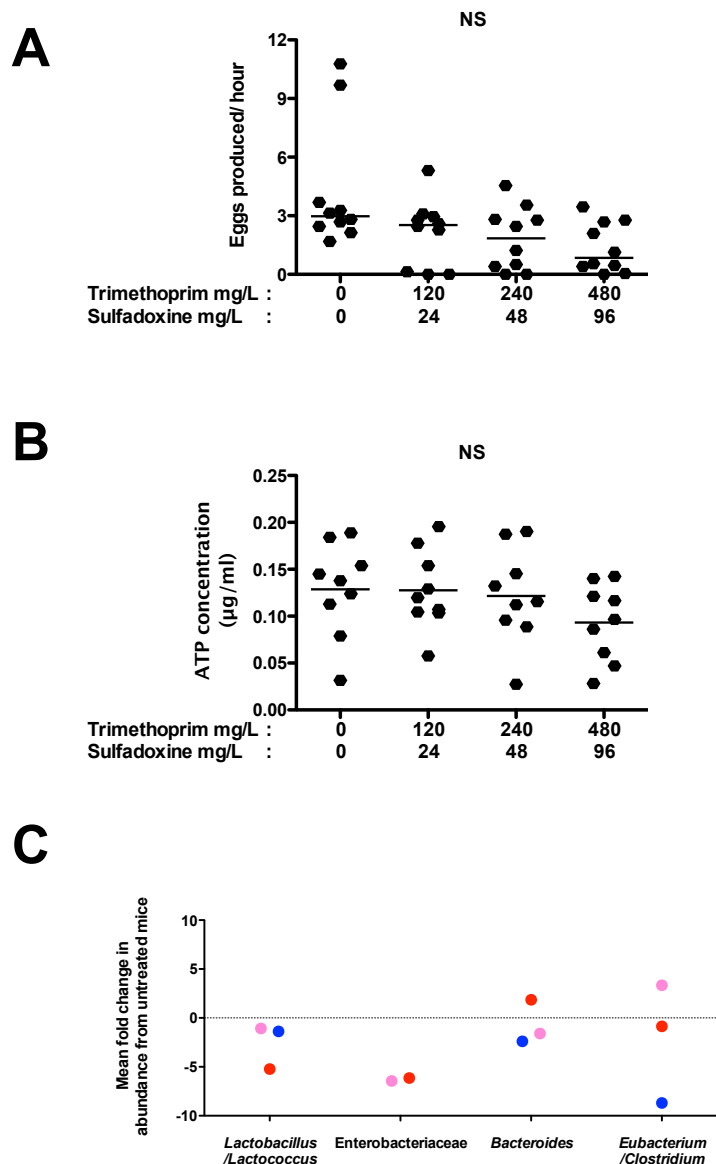 A
NS
Eggs produced/hour
12
9
6
3
0
Trimethoprim mg/L : 0 120 240 480
Sulfadoxine mg/L : 0 24 48 96
B
NS
ATP concentration
(µg/ml)
0.25
0.20
0.15
0.10
0.05
0.00
Trimethoprim mg/L : 0 120 240 480
Sulfadoxine mg/L : 0 24 48 96
C
Mean fold change in
abundance from untreated mice
10
5
0
-5
-10
Lactobacillus Enterobacteriaceae Bacteroides Eubacterium
/Lactococcus /Clostridium